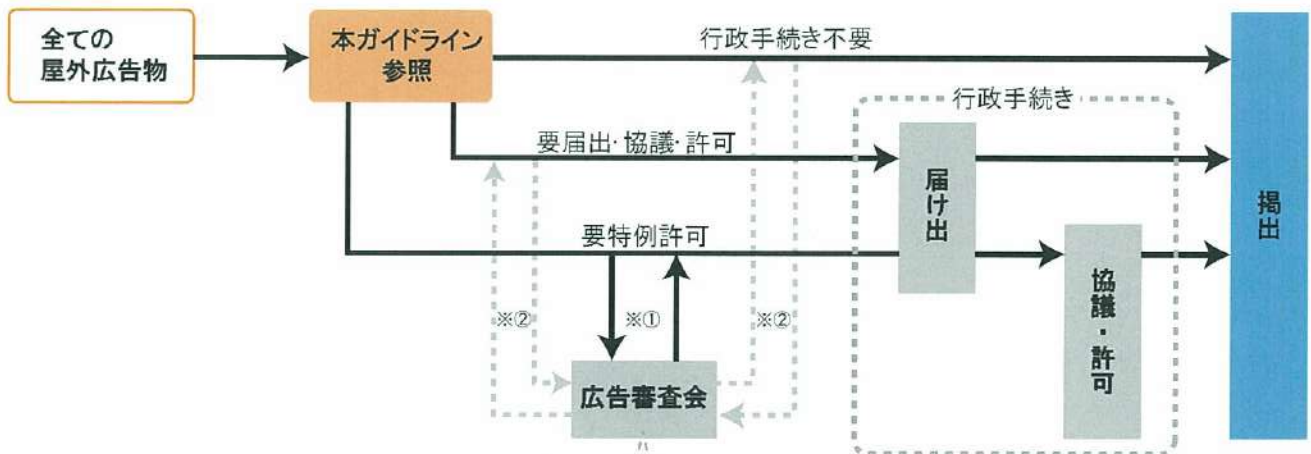 全ての
屋外広告物
本ガイドライン
参照
行政手続き不要
行政手続き
要届出・協議・許可
届け出
掲出
要特例許可
協議・許可
※②
※①
※②
広告審査会